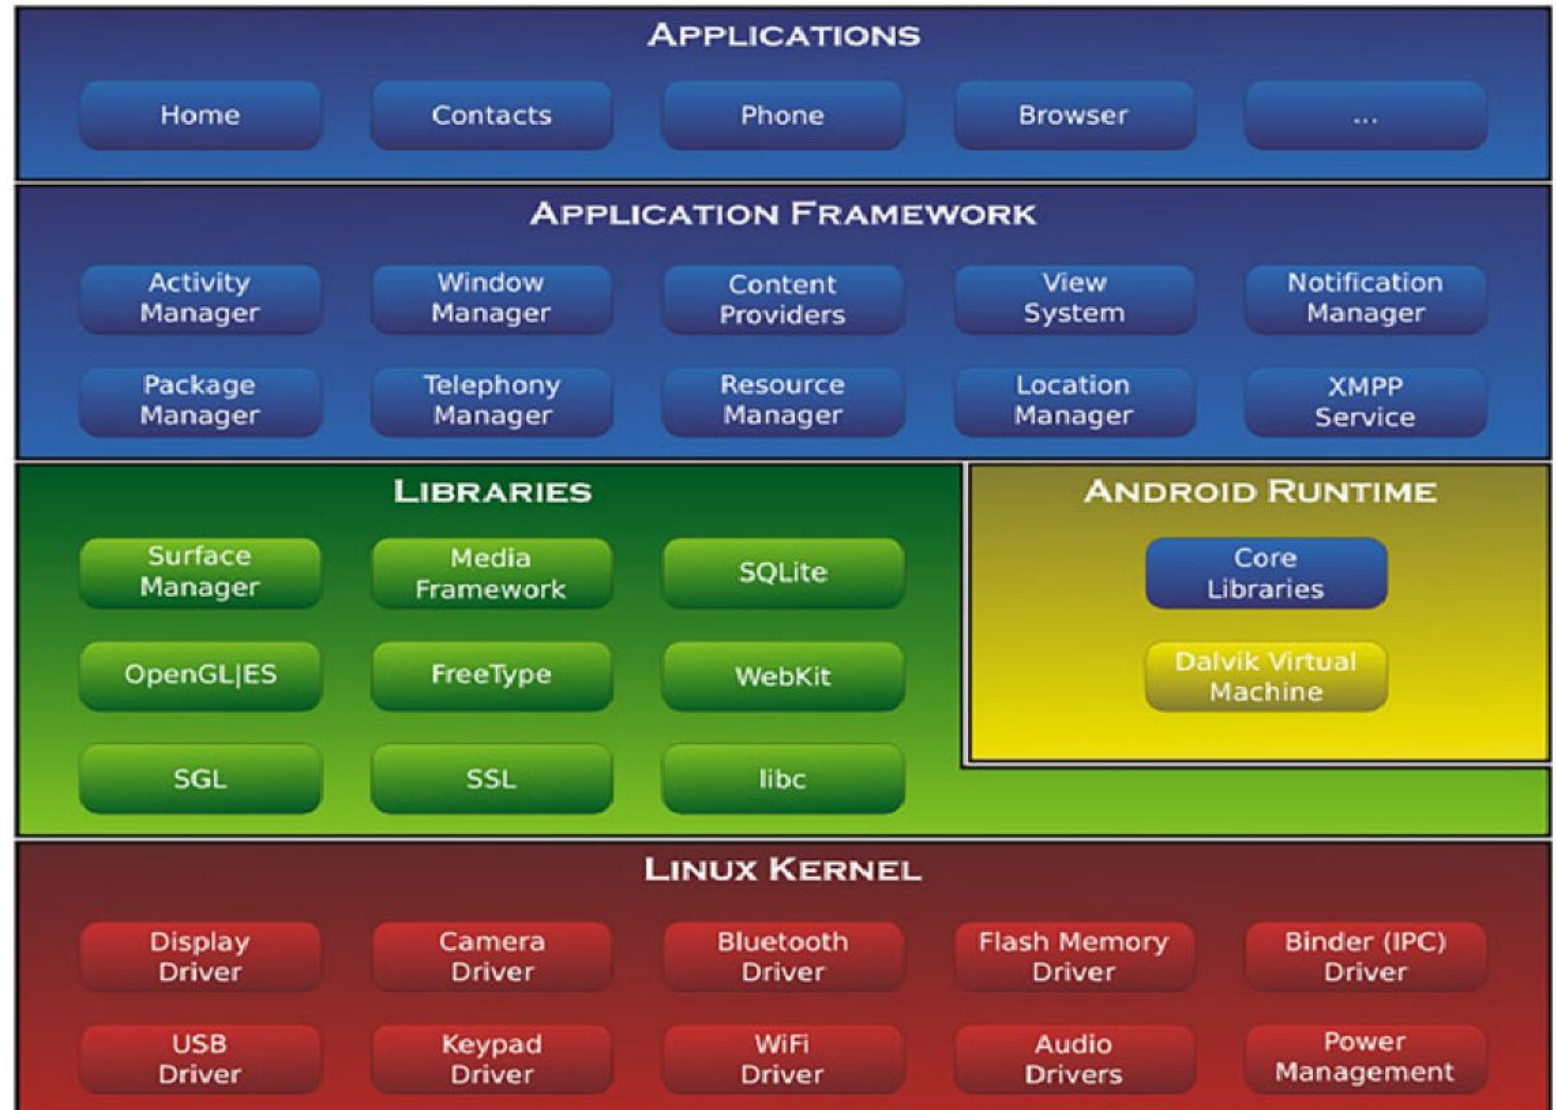 APPLICATIONS
Home
Contacts
Phone
Browser
...
APPLICATION FRAMEWORK
Activity
Manager
Window
Manager
Content
Providers
View
System
Notification
Manager
Package
Manager
Telephony
Manager
Resource
Manager
Location
Manager
XMPP
Service
LIBRARIES
Surface
Manager
Media
Framework
SQLite
OpenGL|ES
FreeType
WebKit
SGL
SSL
libc
ANDROID RUNTIME
Core
Libraries
Dalvik Virtual
Machine
LINUX KERNEL
Display
Driver
Camera
Driver
Bluetooth
Driver
Flash Memory
Driver
Binder (IPC)
Driver
USB
Driver
Keypad
Driver
WiFi
Driver
Audio
Drivers
Power
Management